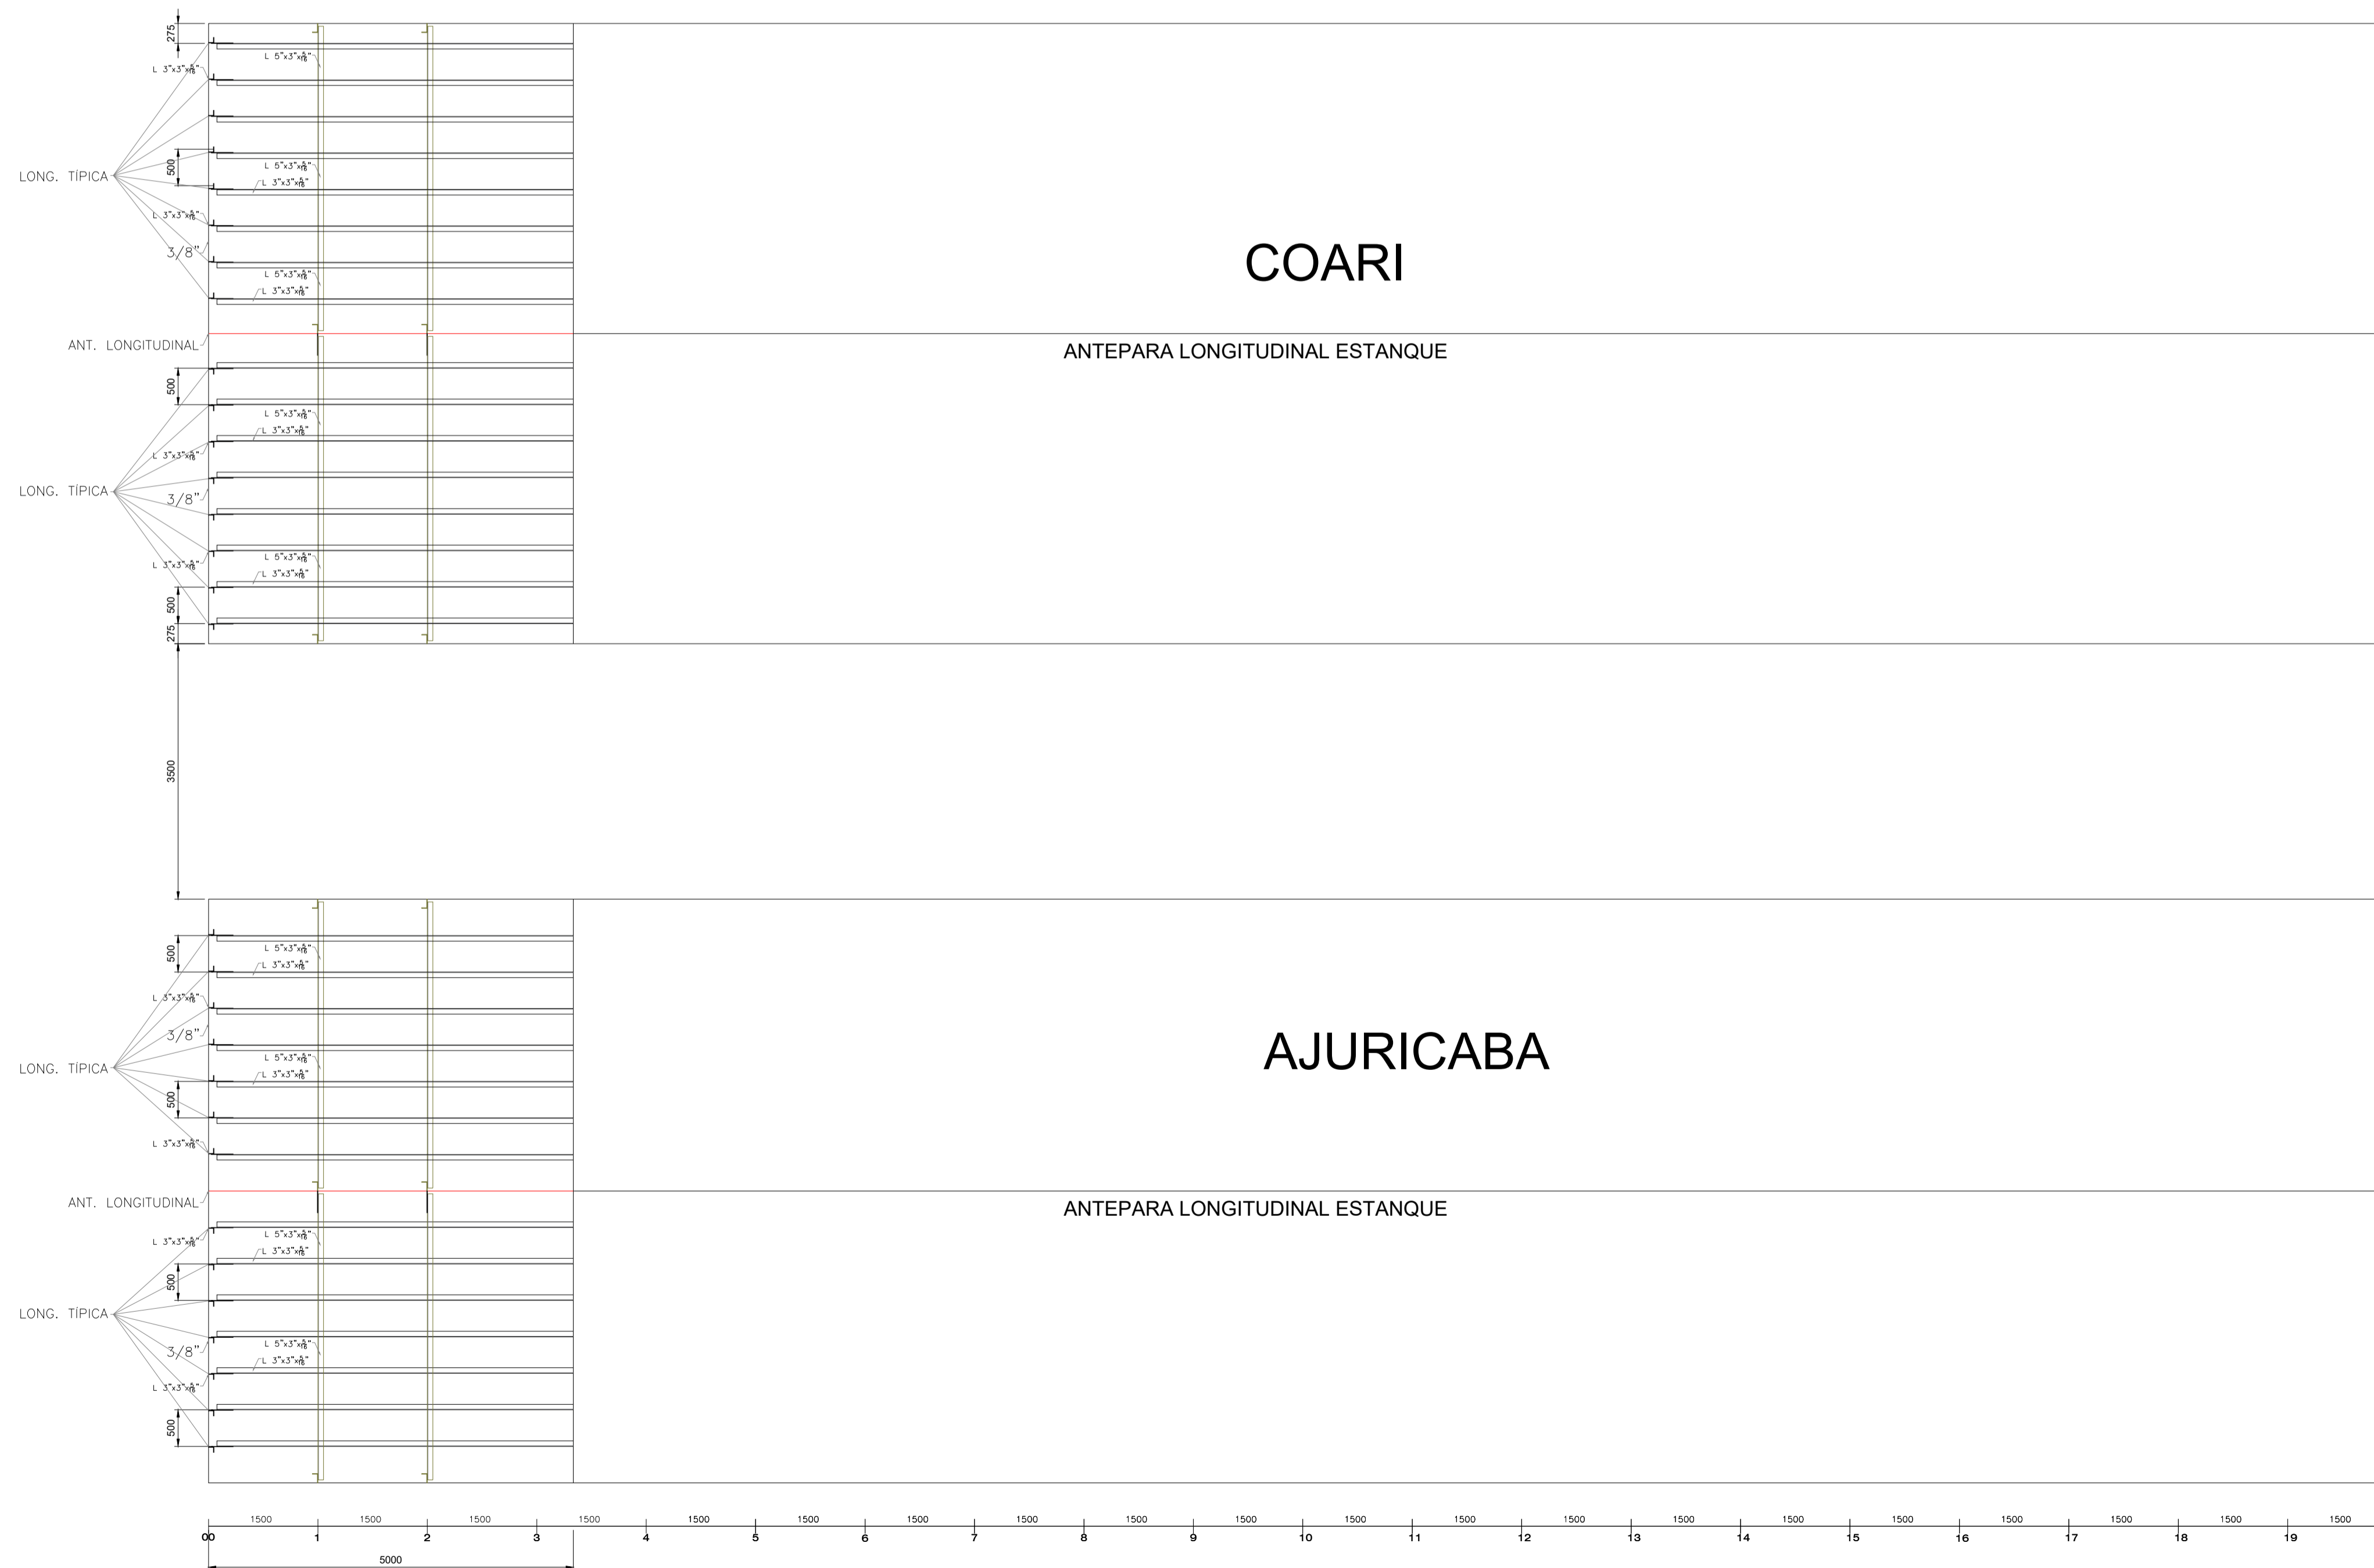 275
L 5"x3"x5/16"
L 3"x3"x5/16"
500
L 5"x3"x5/16"
LONG. TÍPICA
L 3"x3"x5/16"
L 3"x3"x5/16"
3/8"
COARI
L 5"x3"x5/16"
L 3"x3"x5/16"
ANT. LONGITUDINAL
ANTEPARA LONGITUDINAL ESTANQUE
500
L 5"x3"x5/16"
L 3"x3"x5/16"
L 3"x3"x5/16"
LONG. TÍPICA
3/8"
L 5"x3"x5/16"
L 3"x3"x5/16"
L 3"x3"x5/16"
500
275
3500
500
L 5"x3"x5/16"
L 3"x3"x5/16"
L 3"x3"x5/16"
3/8"
AJURICABA
L 5"x3"x5/16"
LONG. TÍPICA
L 3"x3"x5/16"
500
L 3"x3"x5/16"
ANT. LONGITUDINAL
ANTEPARA LONGITUDINAL ESTANQUE
L 5"x3"x5/16"
L 3"x3"x5/16"
L 3"x3"x5/16"
500
LONG. TÍPICA
L 5"x3"x5/16"
3/8"
L 3"x3"x5/16"
L 3"x3"x5/16"
500
1500 1500 1500 1500 1500 1500 1500 1500 1500 1500 1500 1500 1500 1500 1500 1500 1500 1500 1500 1500
00 1 2 3 4 5 6 7 8 9 10 11 12 13 14 15 16 17 18 19
5000